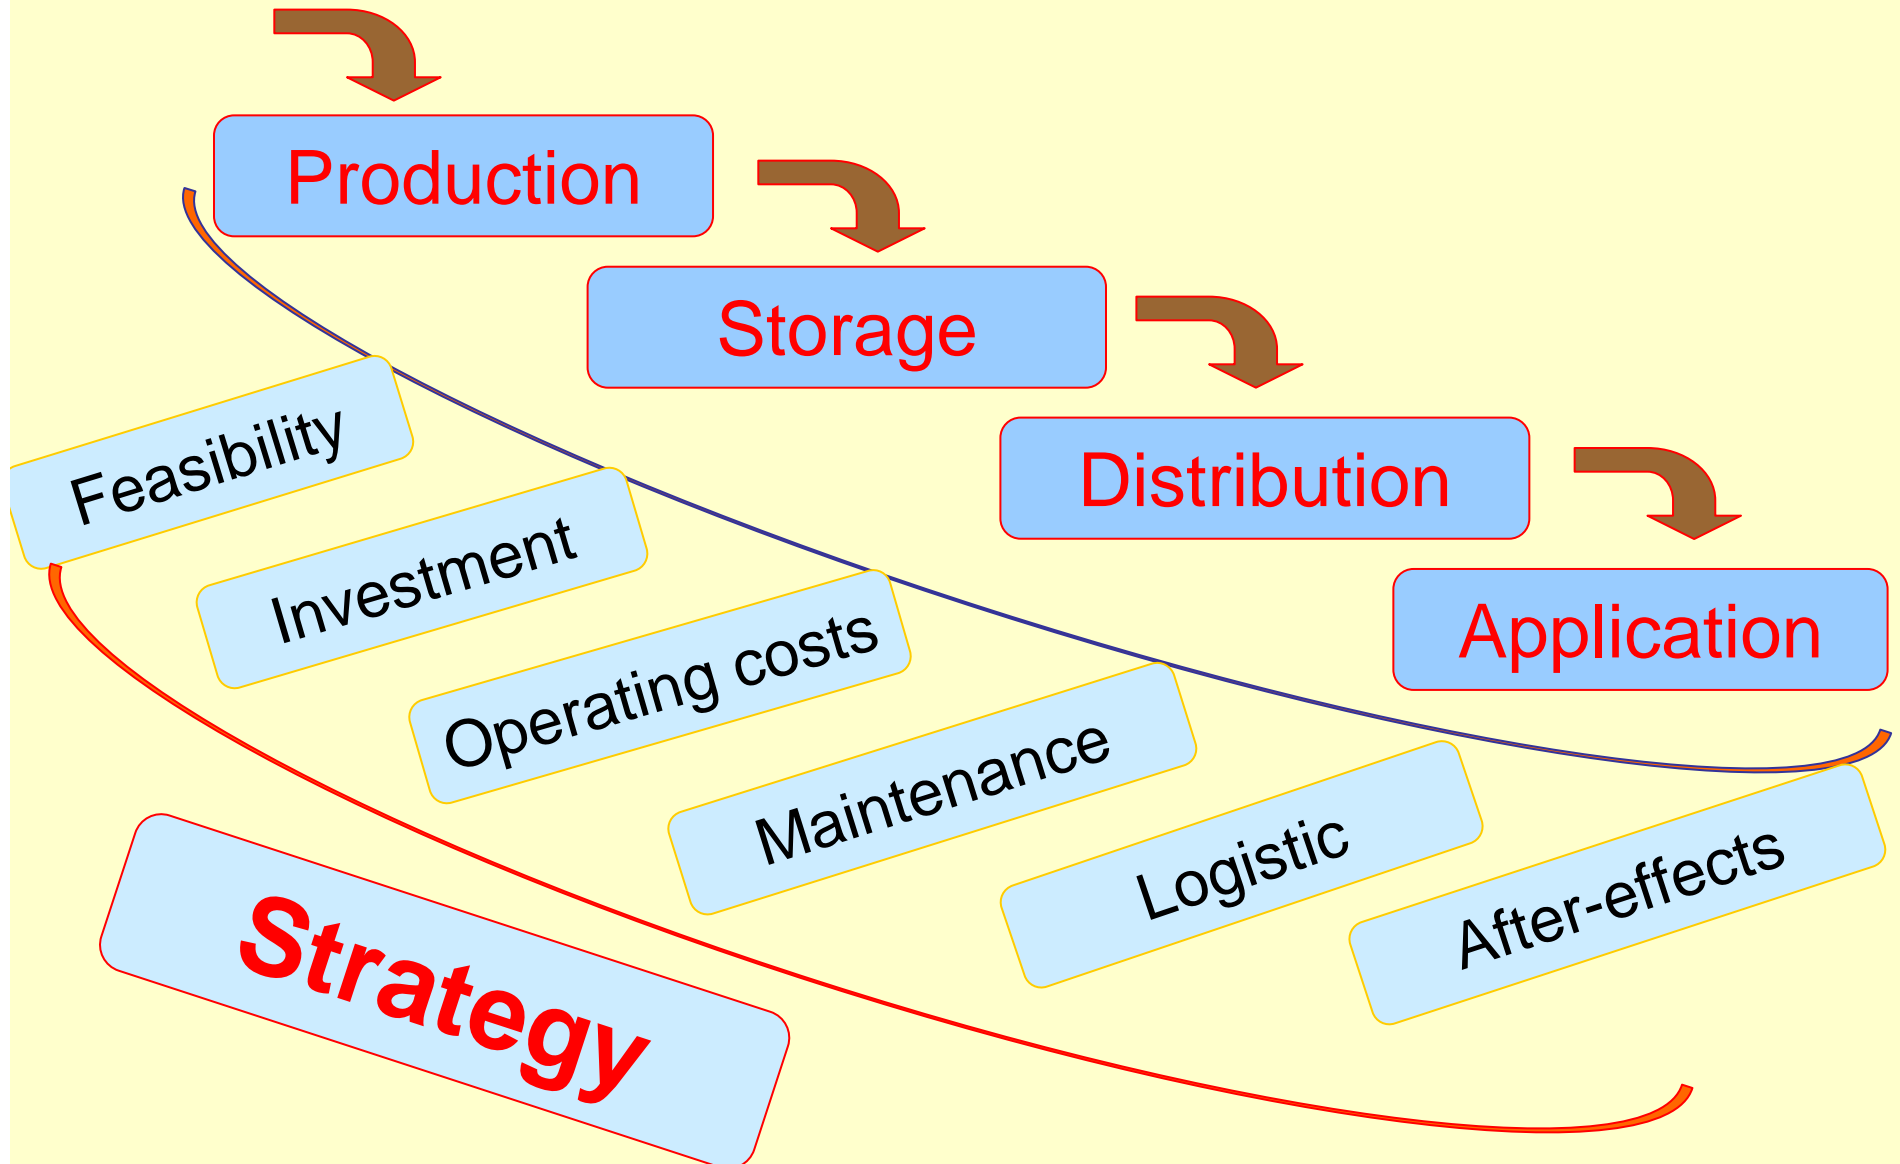 Production
Storage
Distribution
Application
Feasibility
Investment
Operating costs
Maintenance
Logistic
After-effects
Strategy